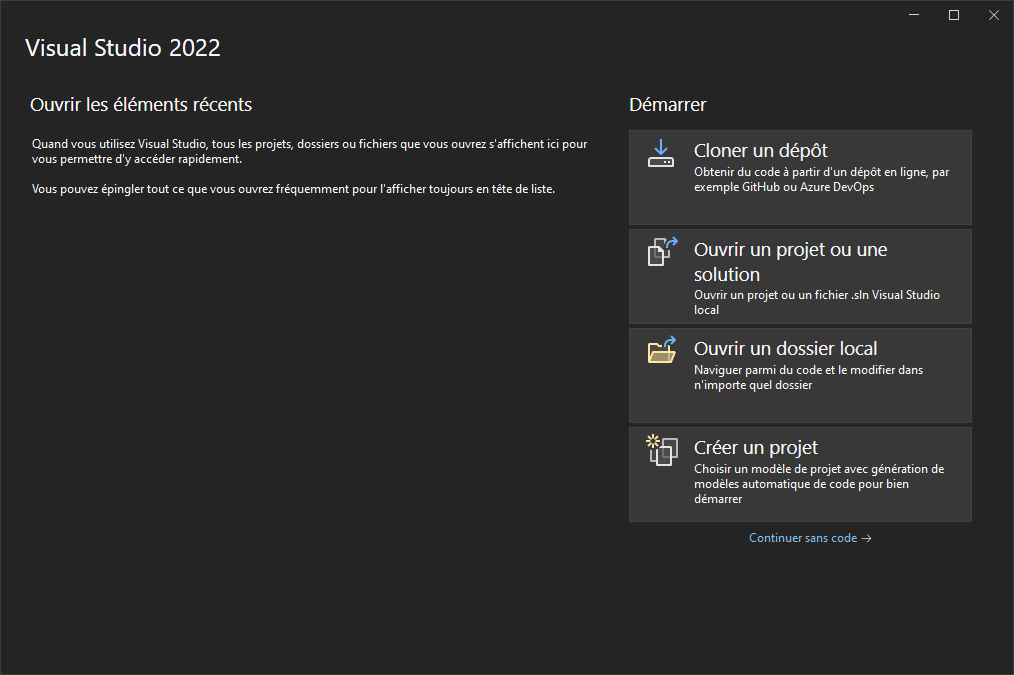 Visual Studio 2022
Ouvrir les éléments récents
Quand vous utilisez Visual Studio, tous les projets, dossiers ou fichiers que vous ouvrez s'affichent ici pour
vous permettre d'y accéder rapidement.
Vous pouvez épingler tout ce que vous ouvrez fréquemment pour l'afficher toujours en tête de liste.
Démarrer
Cloner un dépôt
Obtenir du code à partir d'un dépôt en ligne, par
exemple GitHub ou Azure DevOps
Ouvrir un projet ou une
solution
Ouvrir un projet ou un fichier .sln Visual Studio
local
Ouvrir un dossier local
Naviguer parmi du code et le modifier dans
n'importe quel dossier
Créer un projet
Choisir un modèle de projet avec génération de
modèles automatique de code pour bien
démarrer
Continuer sans code →